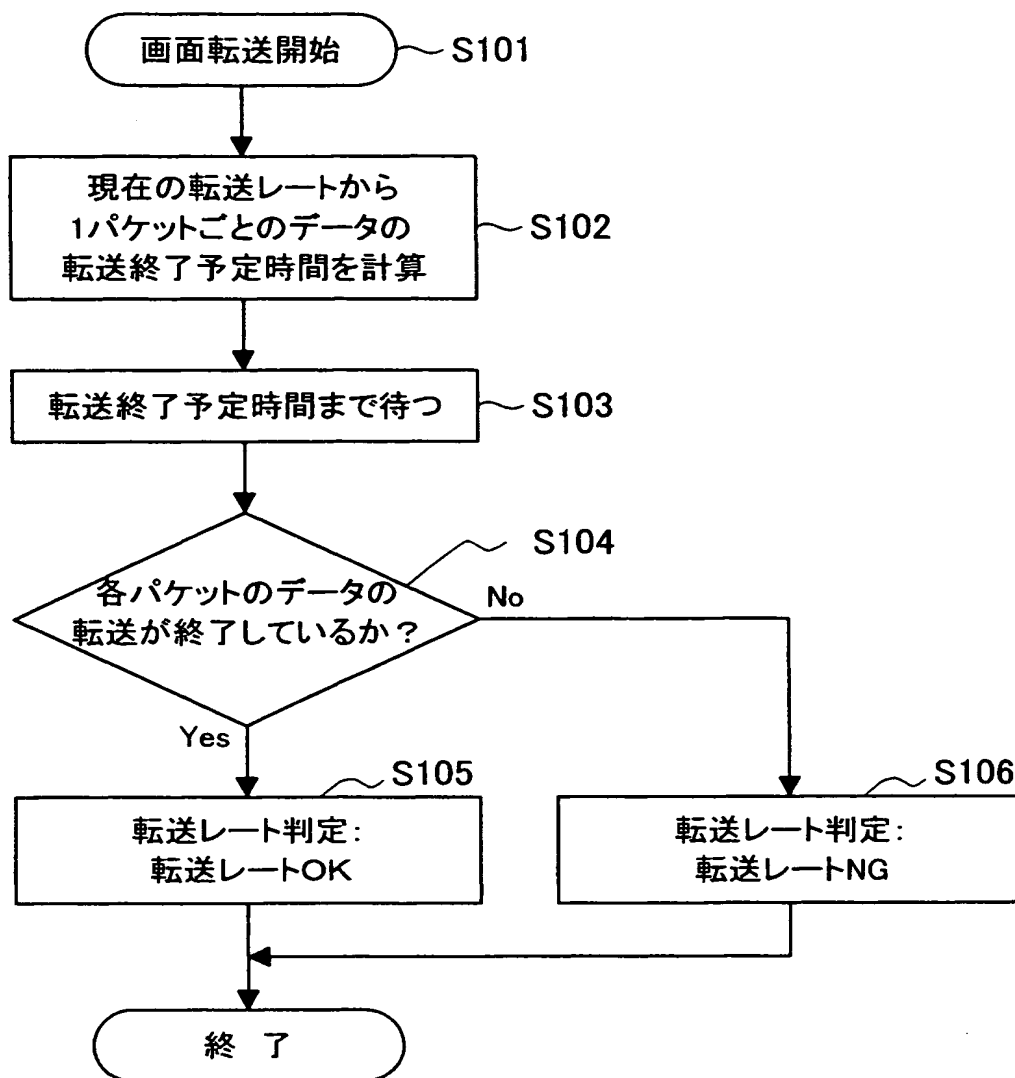 画面転送開始
S101
現在の転送レートから
1パケットごとのデータの
転送終了予定時間を計算
S102
転送終了予定時間まで待つ
S103
S104
各パケットのデータの
転送が終了しているか？
No
Yes
S105
転送レート判定：
転送レートOK
S106
転送レート判定：
転送レートNG
終 了